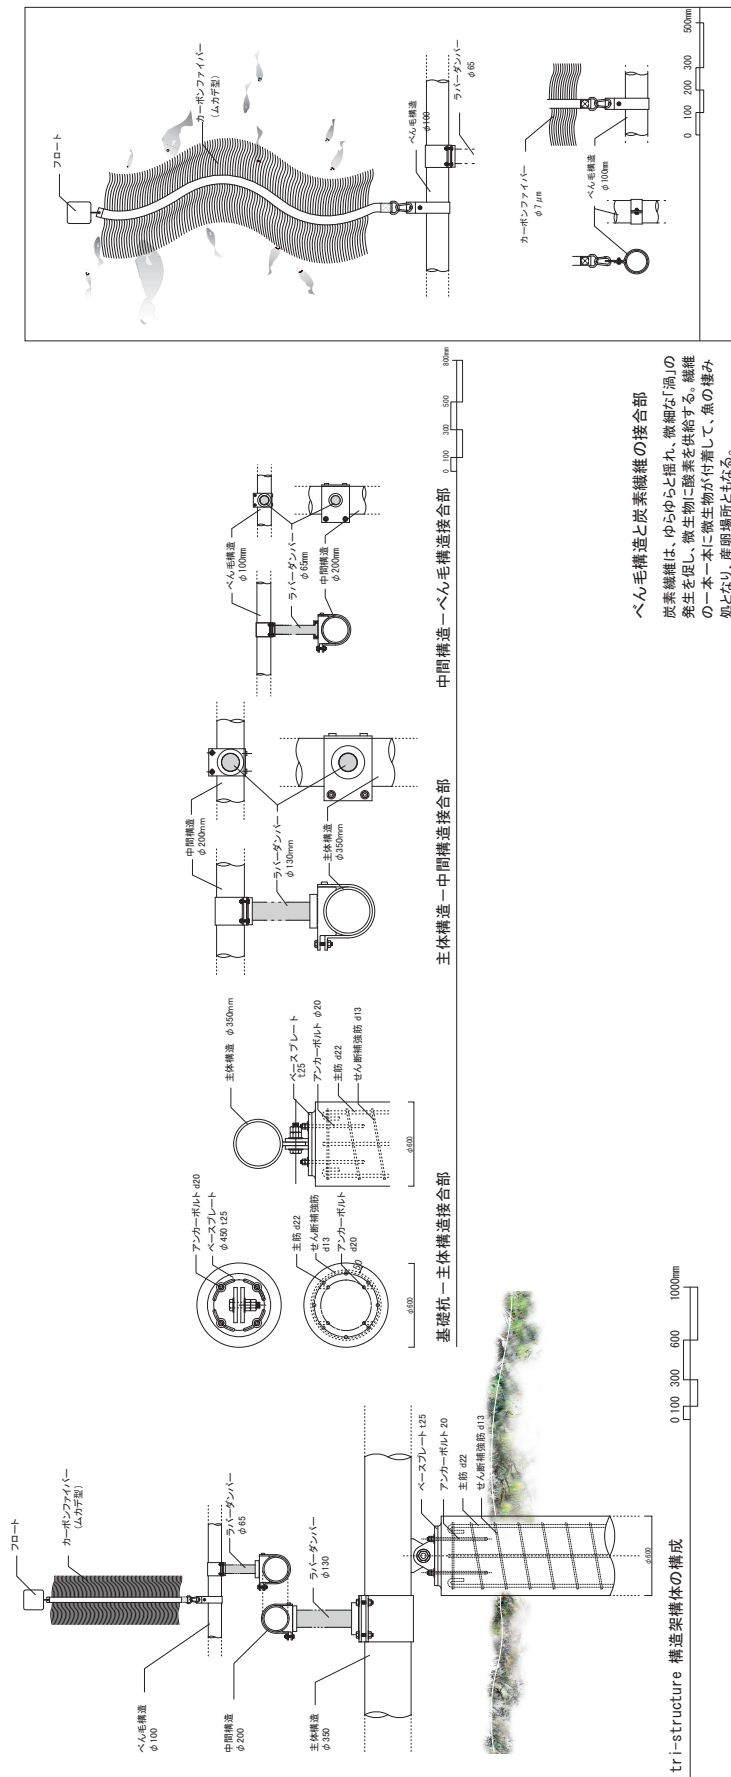 フロート
カーボンファイバー
(ムカデ型)
べん毛構造
φ100
中間構造
φ200
主体構造
φ350
ラバーダンパー
φ65
ラバーダンパー
φ130
ベースプレート t25
アンカーボルト 20
主筋 d22
せん断補強筋 d13
φ600
tri-structure 構造架構体の構成
0 100 300 600 1000mm
アンカーボルト d20
ベースプレート
φ450 t25
主筋 d22
せん断補強筋
d13
アンカーボルト
d20
50
φ600
主体構造 φ350mm
ベースプレート
t25
アンカーボルト φ20
主筋 d22
せん断補強筋 d13
φ600
基礎杭ー主体構造接合部
中間構造
φ200mm
ラバーダンパー
φ130mm
主体構造
φ350mm
主体構造ー中間構造接合部
べん毛構造
φ100mm
ラバーダンパー
φ65mm
中間構造
φ200mm
中間構造ーべん毛構造接合部
0 100 300 500 800mm
べん毛構造と炭素繊維の接合部
炭素繊維は、ゆらゆらと揺れ、微細な「渦」の
発生を促し、微生物に酸素を供給する。繊維
の一本一本に微生物が付着して、魚の棲み
処となり、産卵場所ともなる。
フロート
カーボンファイバー
(ムカデ型)
べん毛構造
φ100
ラバーダンパー
φ65
カーボンファイバー
φ7μm
べん毛構造
φ100mm
0 100 200 300 500mm